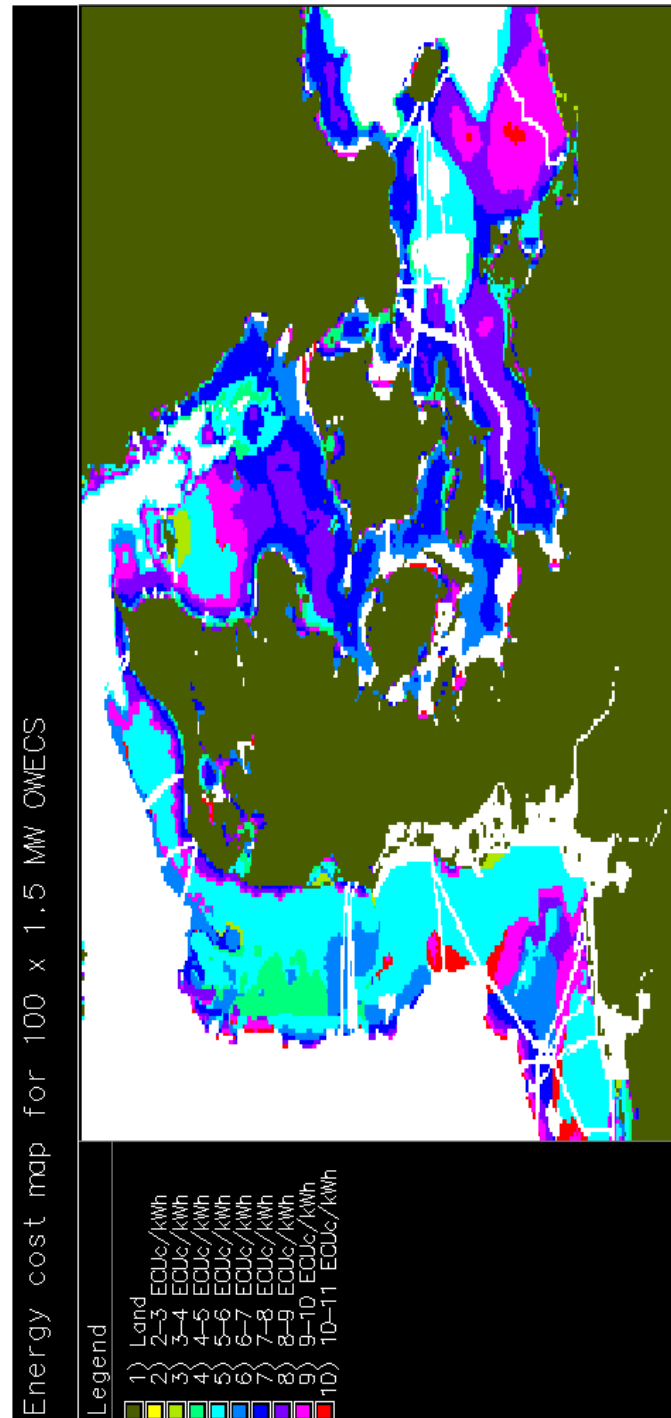 Energy cost map for 100 x 1.5 MW OWECS
Legend
1) Land
2) 2-3 ECUc/kWh
3) 3-4 ECUc/kWh
4) 4-5 ECUc/kWh
5) 5-6 ECUc/kWh
6) 6-7 ECUc/kWh
7) 7-8 ECUc/kWh
8) 8-9 ECUc/kWh
9) 9-10 ECUc/kWh
10) 10-11 ECUc/kWh